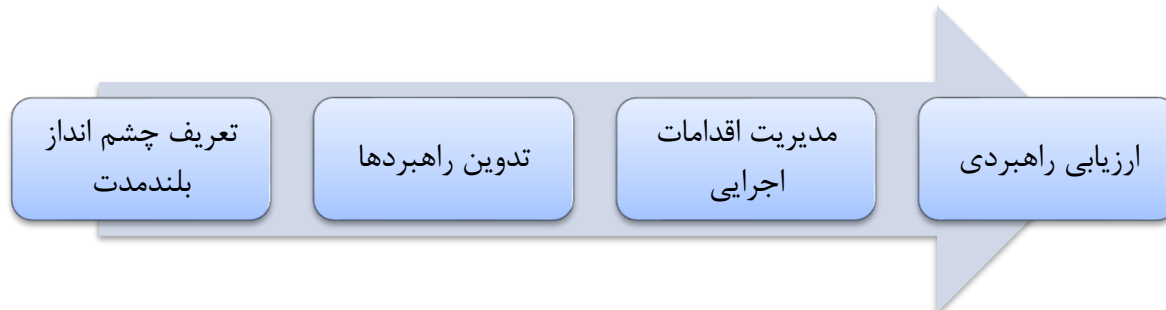 تعریف چشم انداز
بلندمدت
تدوین راهبردها
مدیریت اقدامات
اجرایی
ارزیابی راهبردی